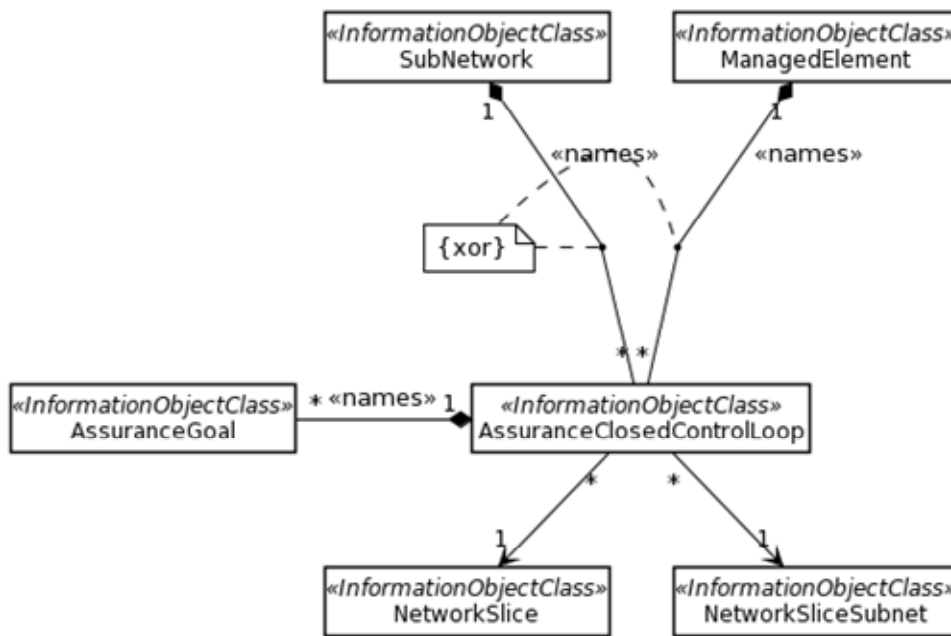 «InformationObjectClass»
SubNetwork
«InformationObjectClass»
ManagedElement
1
1
«names»
«names»
{xor}
*
*
«InformationObjectClass»
AssuranceGoal
* «names» 1
«InformationObjectClass»
AssuranceClosedControlLoop
*
*
1
1
«InformationObjectClass»
NetworkSlice
«InformationObjectClass»
NetworkSliceSubnet